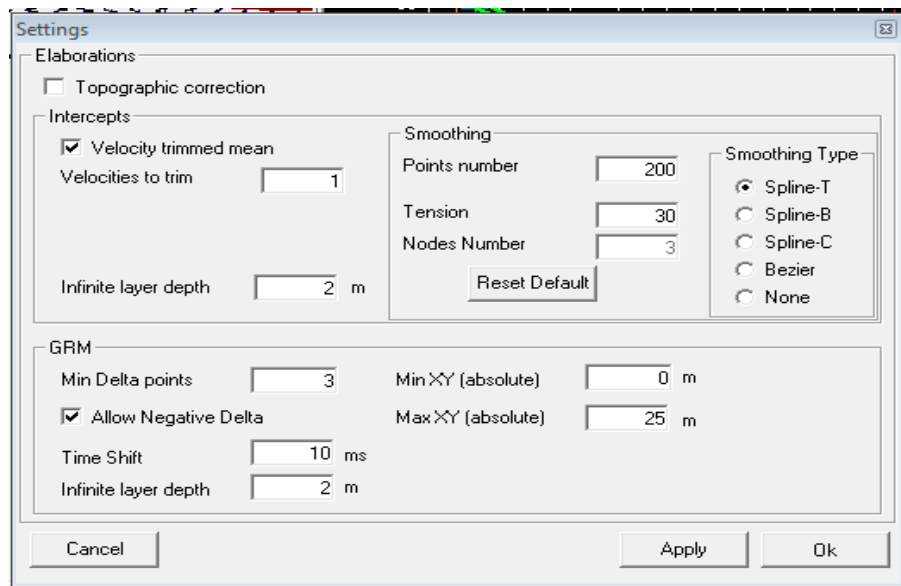 Settings
Elaborations
Topographic correction
Intercepts
Velocity trimmed mean
Velocities to trim 1
Infinite layer depth 2 m
Smoothing
Points number 200
Tension 30
Nodes Number 3
Reset Default
Smoothing Type
Spline-T
Spline-B
Spline-C
Bezier
None
GRM
Min Delta points 3
Allow Negative Delta
Time Shift 10 ms
Infinite layer depth 2 m
Min XY (absolute) 0 m
Max XY (absolute) 25 m
Cancel
Apply
Ok